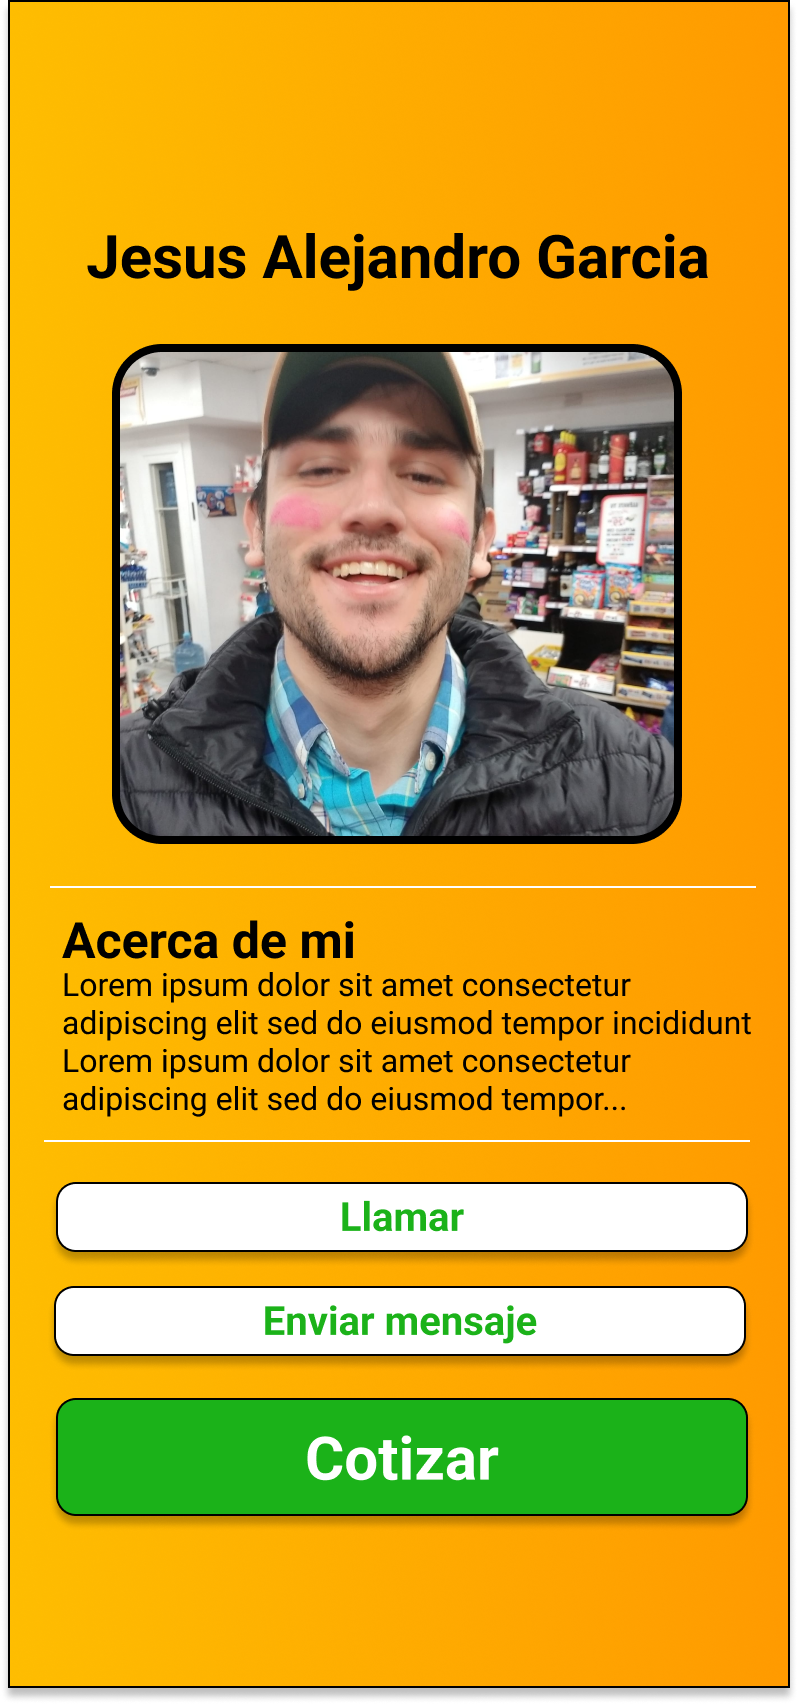 Jesus Alejandro Garcia
Acerca de mi
Lorem ipsum dolor sit amet consectetur
adipiscing elit sed do eiusmod tempor incididunt
Lorem ipsum dolor sit amet consectetur
adipiscing elit sed do eiusmod tempor...
Llamar
Enviar mensaje
Cotizar